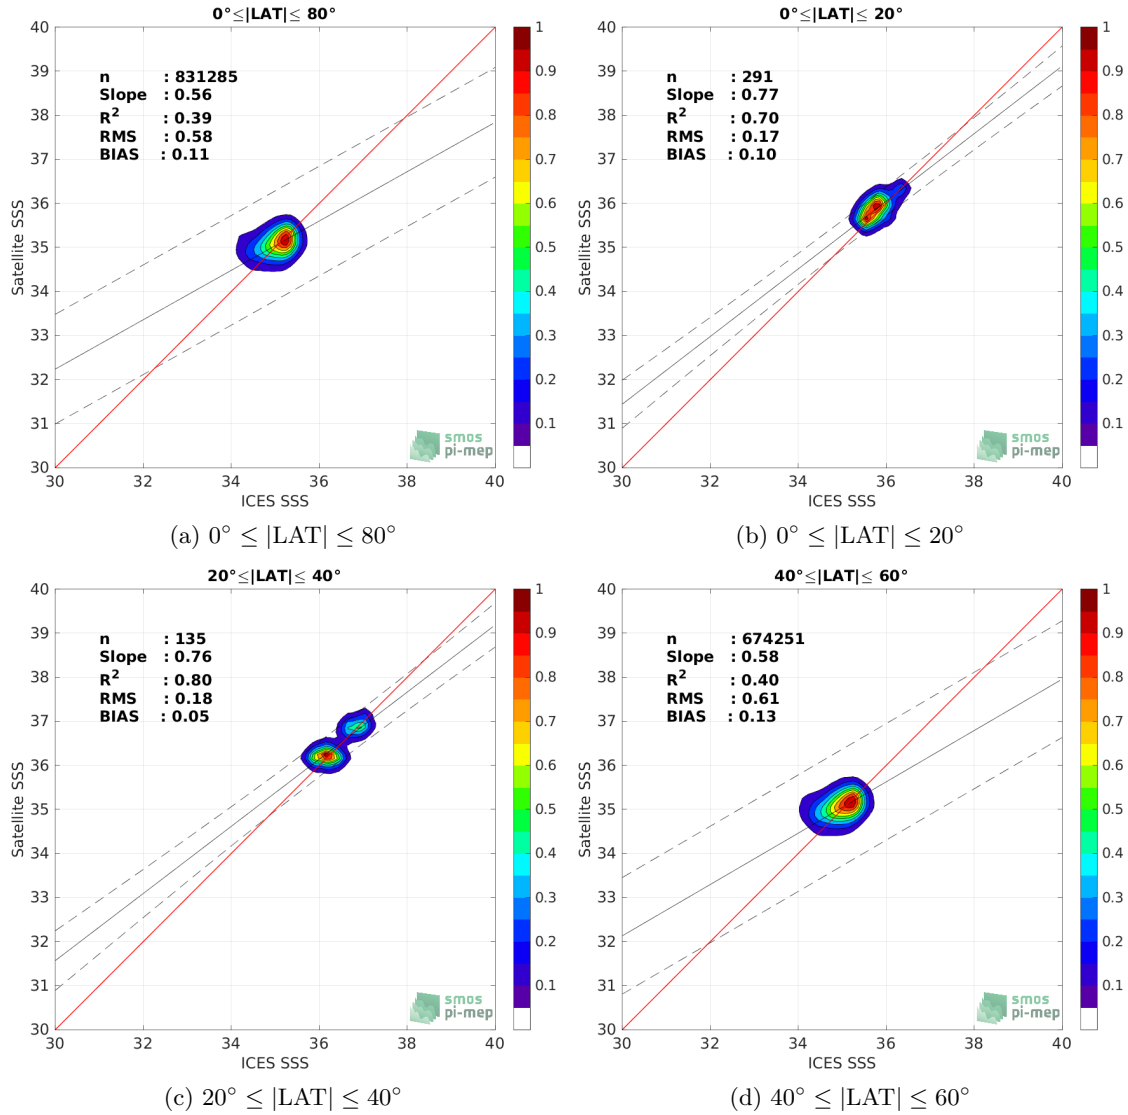 0°≤|LAT|≤ 80°
n : 831285
Slope : 0.56
R² : 0.39
RMS : 0.58
BIAS : 0.11
40
39
38
37
36
35
34
33
32
31
30
Satellite SSS
30 32 34 36 38 40
ICES SSS
smos
pi-mep
1
0.9
0.8
0.7
0.6
0.5
0.4
0.3
0.2
0.1
(a) 0° ≤ |LAT| ≤ 80°
0°≤|LAT|≤ 20°
n : 291
Slope : 0.77
R² : 0.70
RMS : 0.17
BIAS : 0.10
40
39
38
37
36
35
34
33
32
31
30
Satellite SSS
30 32 34 36 38 40
ICES SSS
smos
pi-mep
1
0.9
0.8
0.7
0.6
0.5
0.4
0.3
0.2
0.1
(b) 0° ≤ |LAT| ≤ 20°
20°≤|LAT|≤ 40°
n : 135
Slope : 0.76
R² : 0.80
RMS : 0.18
BIAS : 0.05
40
39
38
37
36
35
34
33
32
31
30
Satellite SSS
30 32 34 36 38 40
ICES SSS
smos
pi-mep
1
0.9
0.8
0.7
0.6
0.5
0.4
0.3
0.2
0.1
(c) 20° ≤ |LAT| ≤ 40°
40°≤|LAT|≤ 60°
n : 674251
Slope : 0.58
R² : 0.40
RMS : 0.61
BIAS : 0.13
40
39
38
37
36
35
34
33
32
31
30
Satellite SSS
30 32 34 36 38 40
ICES SSS
smos
pi-mep
1
0.9
0.8
0.7
0.6
0.5
0.4
0.3
0.2
0.1
(d) 40° ≤ |LAT| ≤ 60°